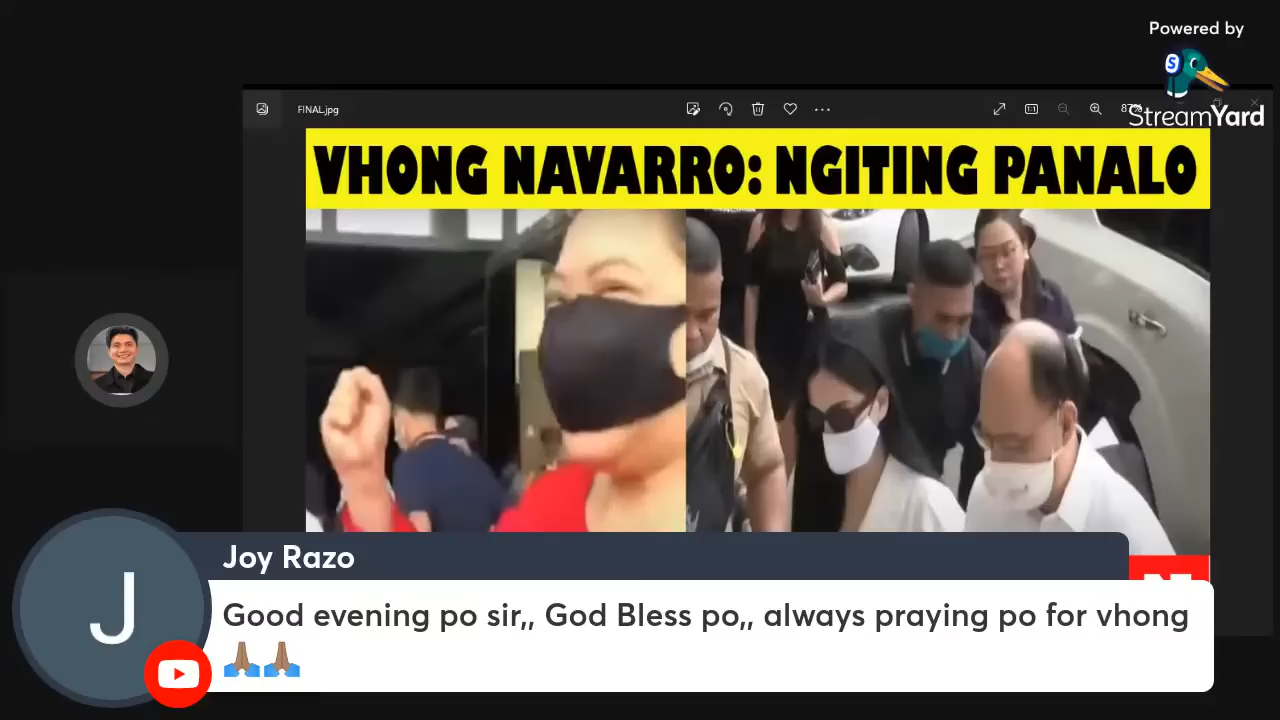 Powered by
StreamYard
FINAL.jpg
VHONG NAVARRO: NGITING PANALO
Joy Razo
Good evening po sir,, God Bless po,, always praying po for vhong
🙏🏽🙏🏽
J